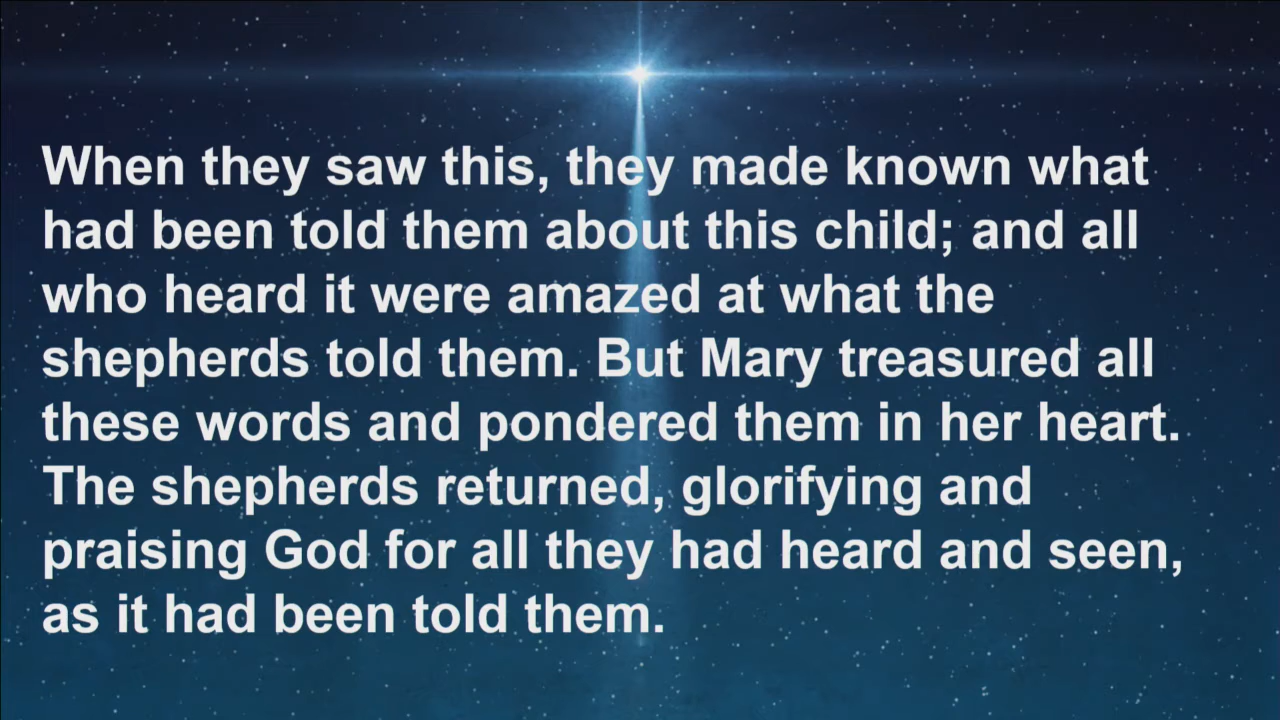 When they saw this, they made known what
had been told them about this child; and all
who heard it were amazed at what the
shepherds told them. But Mary treasured all
these words and pondered them in her heart.
The shepherds returned, glorifying and
praising God for all they had heard and seen,
as it had been told them.